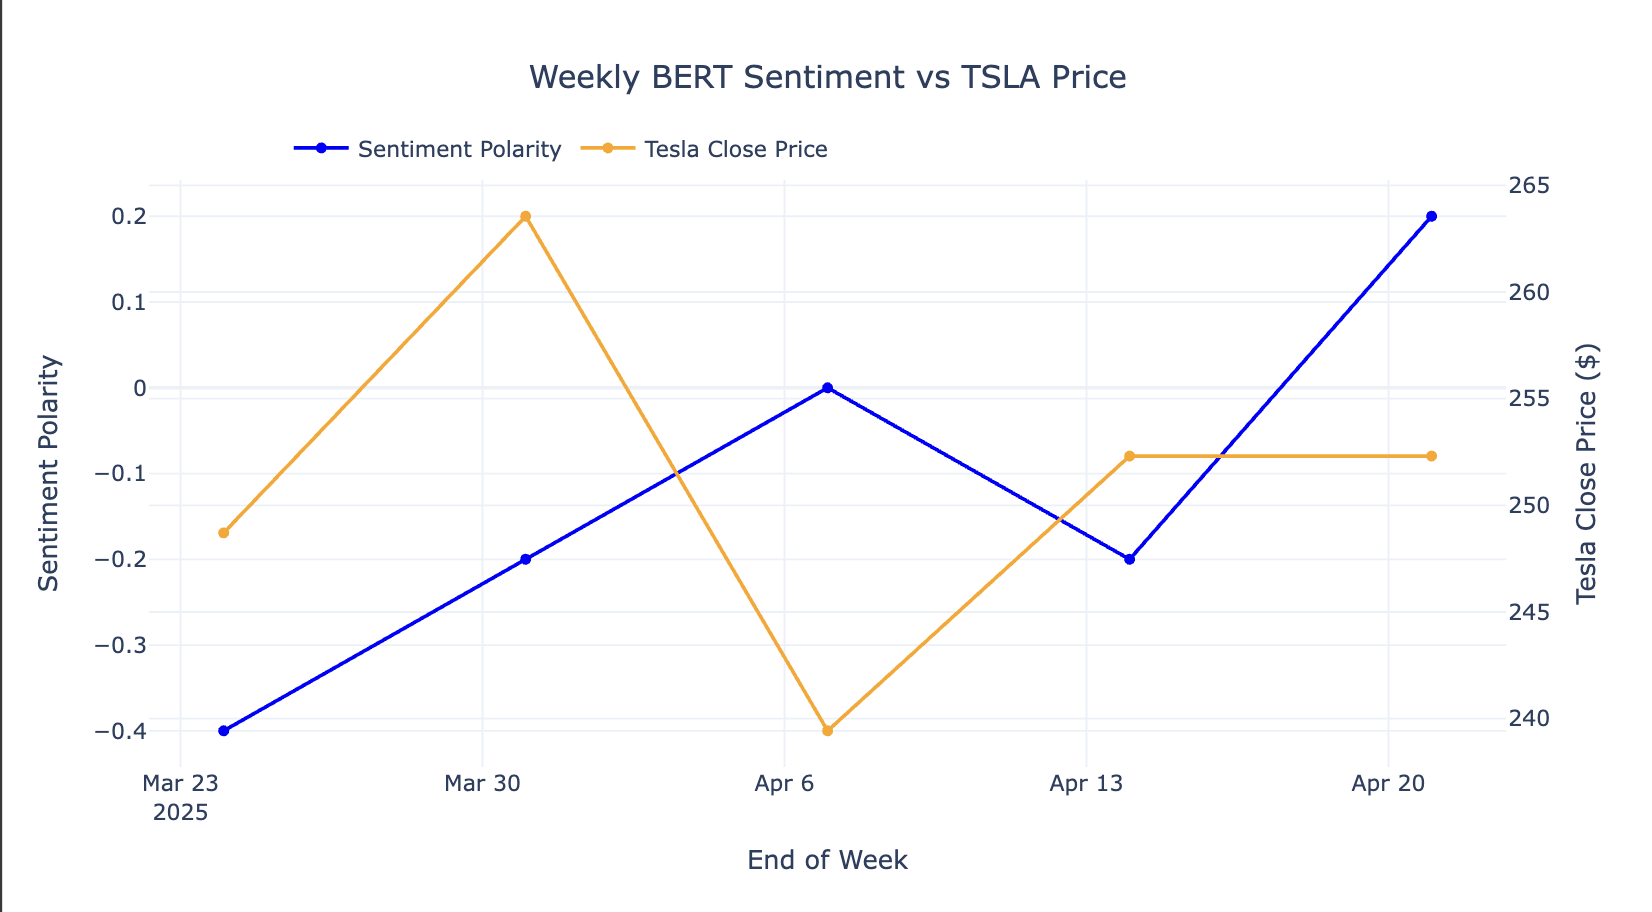 Weekly BERT Sentiment vs TSLA Price
Sentiment Polarity
Tesla Close Price
0.2
0.1
0
−0.1
−0.2
−0.3
−0.4
Sentiment Polarity
265
260
255
250
245
240
Tesla Close Price ($)
Mar 23
2025
Mar 30
Apr 6
Apr 13
Apr 20
End of Week